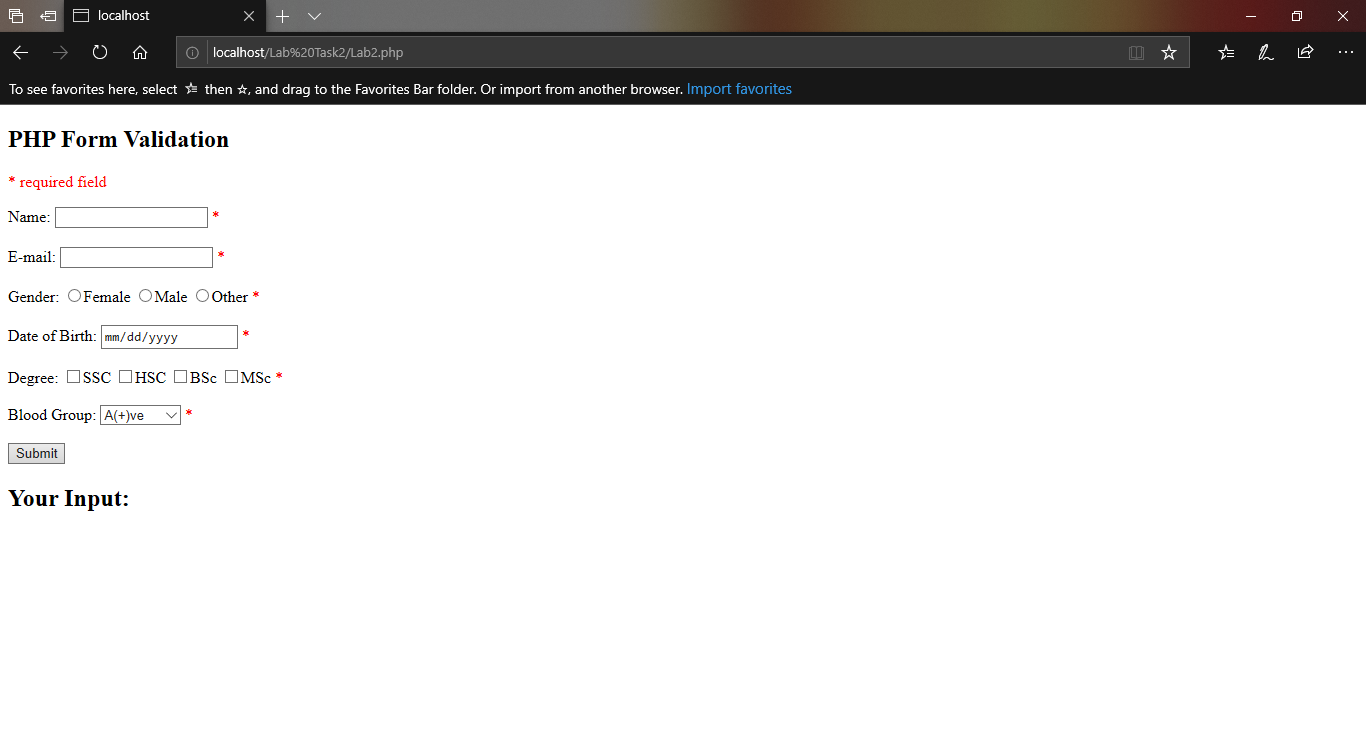 localhost
localhost/Lab%20Task2/Lab2.php
To see favorites here, select then ☆, and drag to the Favorites Bar folder. Or import from another browser. Import favorites
PHP Form Validation
* required field
Name: *
E-mail: *
Gender: Female Male Other *
Date of Birth: mm/dd/yyyy *
Degree: SSC HSC BSc MSc *
Blood Group: A(+)ve *
Submit
Your Input: